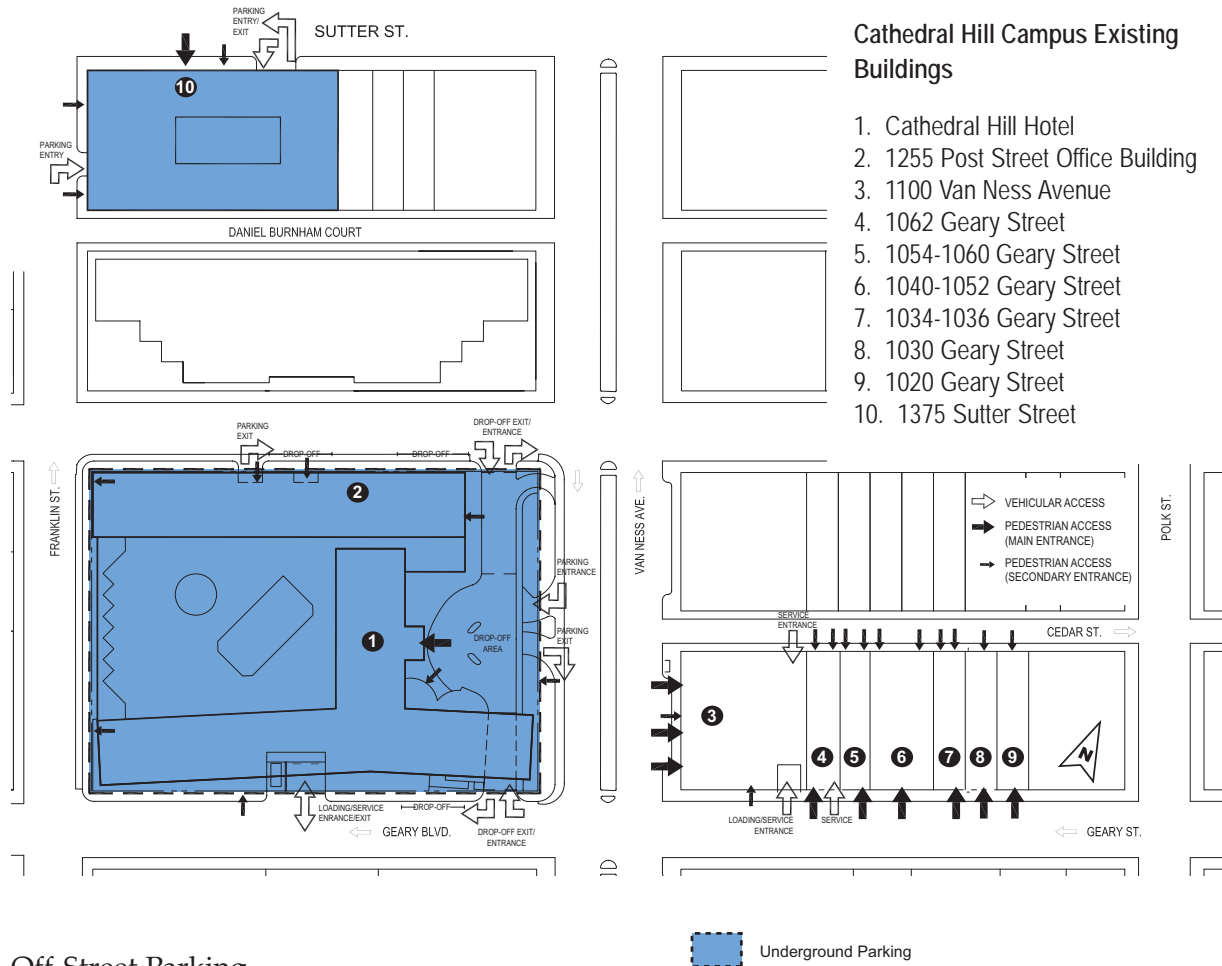 PARKING
ENTRY/
EXIT
SUTTER ST.
Cathedral Hill Campus Existing
Buildings
1. Cathedral Hill Hotel
2. 1255 Post Street Office Building
3. 1100 Van Ness Avenue
4. 1062 Geary Street
5. 1054-1060 Geary Street
6. 1040-1052 Geary Street
7. 1034-1036 Geary Street
8. 1030 Geary Street
9. 1020 Geary Street
10. 1375 Sutter Street
10
PARKING
ENTRY
DANIEL BURNHAM COURT
PARKING
EXIT
DROP-OFF
DROP-OFF
DROP-OFF EXIT/
ENTRANCE
FRANKLIN ST.
2
VAN NESS AVE.
VEHICULAR ACCESS
PEDESTRIAN ACCESS
(MAIN ENTRANCE)
PEDESTRIAN ACCESS
(SECONDARY ENTRANCE)
POLK ST.
PARKING
ENTRANCE
1
DROP-OFF
AREA
PARKING
EXIT
SERVICE
ENTRANCE
CEDAR ST.
3
4
5
6
7
8
9
N
LOADING/SERVICE
ENRANCE/EXIT
DROP-OFF
GEARY BLVD.
DROP-OFF EXIT/
ENTRANCE
LOADING/SERVICE
ENTRANCE
SERVICE
GEARY ST.
Underground Parking
Off-Street Parking